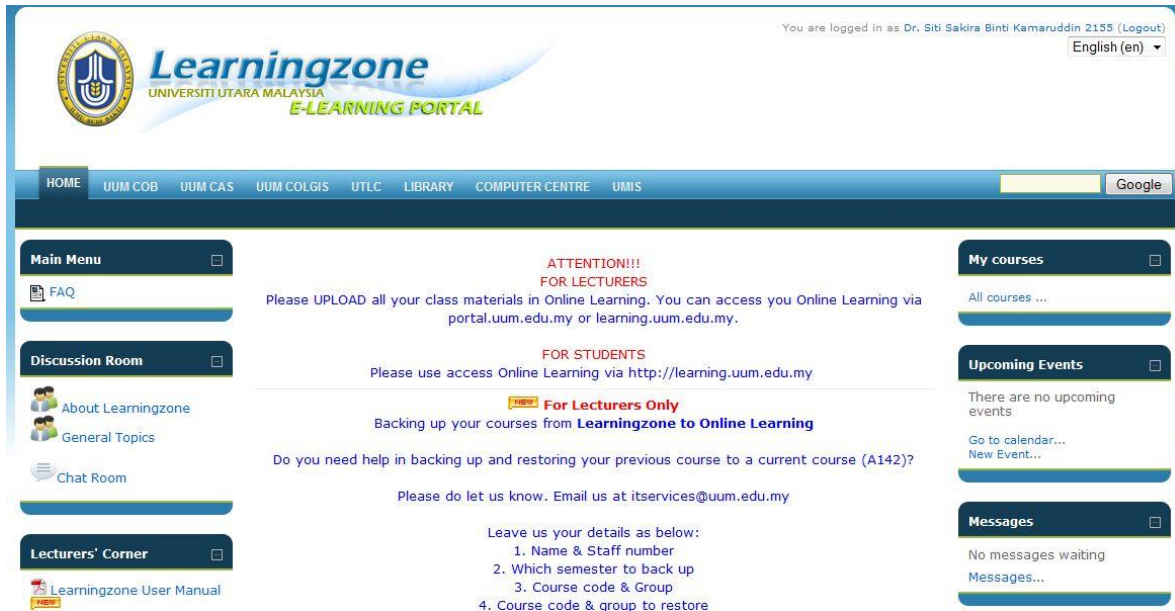 You are logged in as Dr. Siti Sakira Binti Kamaruddin 2155 (Logout)
English (en)
Learningzone
UNIVERSITI UTARA MALAYSIA
E-LEARNING PORTAL
HOME UUM COB UUM CAS UUM COLGIS UTLC LIBRARY COMPUTER CENTRE UMIS Google
Main Menu
FAQ
Discussion Room
About Learningzone
General Topics
Chat Room
Lecturers' Corner
Learningzone User Manual
NEW
ATTENTION!!!
FOR LECTURERS
Please UPLOAD all your class materials in Online Learning. You can access you Online Learning via
portal.uum.edu.my or learning.uum.edu.my.
FOR STUDENTS
Please use access Online Learning via http://learning.uum.edu.my
NEW For Lecturers Only
Backing up your courses from Learningzone to Online Learning
Do you need help in backing up and restoring your previous course to a current course (A142)?
Please do let us know. Email us at itservices@uum.edu.my
Leave us your details as below:
1. Name & Staff number
2. Which semester to back up
3. Course code & Group
4. Course code & group to restore
My courses
All courses ...
Upcoming Events
There are no upcoming
events
Go to calendar...
New Event...
Messages
No messages waiting
Messages...